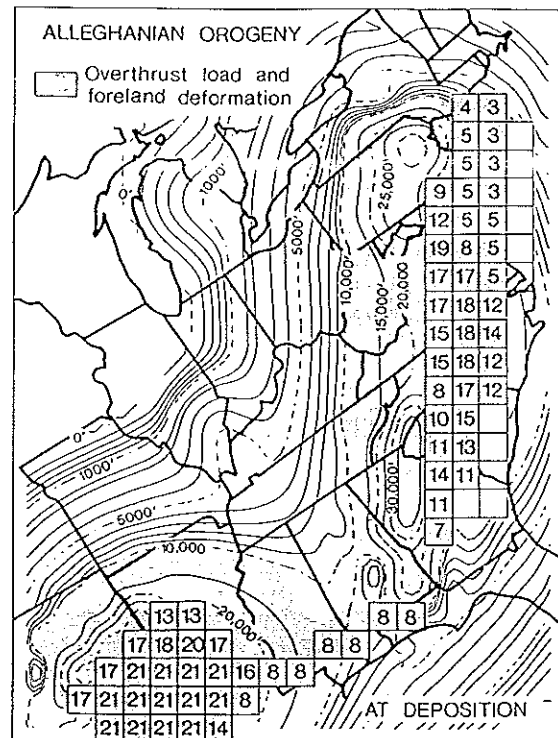 ALLEGHANIAN OROGENY
Overthrust load and
foreland deformation
4 3
5 3
5 3
9 5 3
12 5 5
19 8 5
17 17 5
17 18 12
15 18 14
15 18 12
8 17 12
10 15
11 13
14 11
11
7
0'
-1000'
5000'
10,000'
15,000'
20,000'
25,000'
30,000'
0'
1000'
5000'
10,000'
-20,000'
8 8
8 8
13 13
17 18 20 17
17 21 21 21 21 16 8 8
17 21 21 21 21 21 8
21 21 21 21 14
AT DEPOSITION